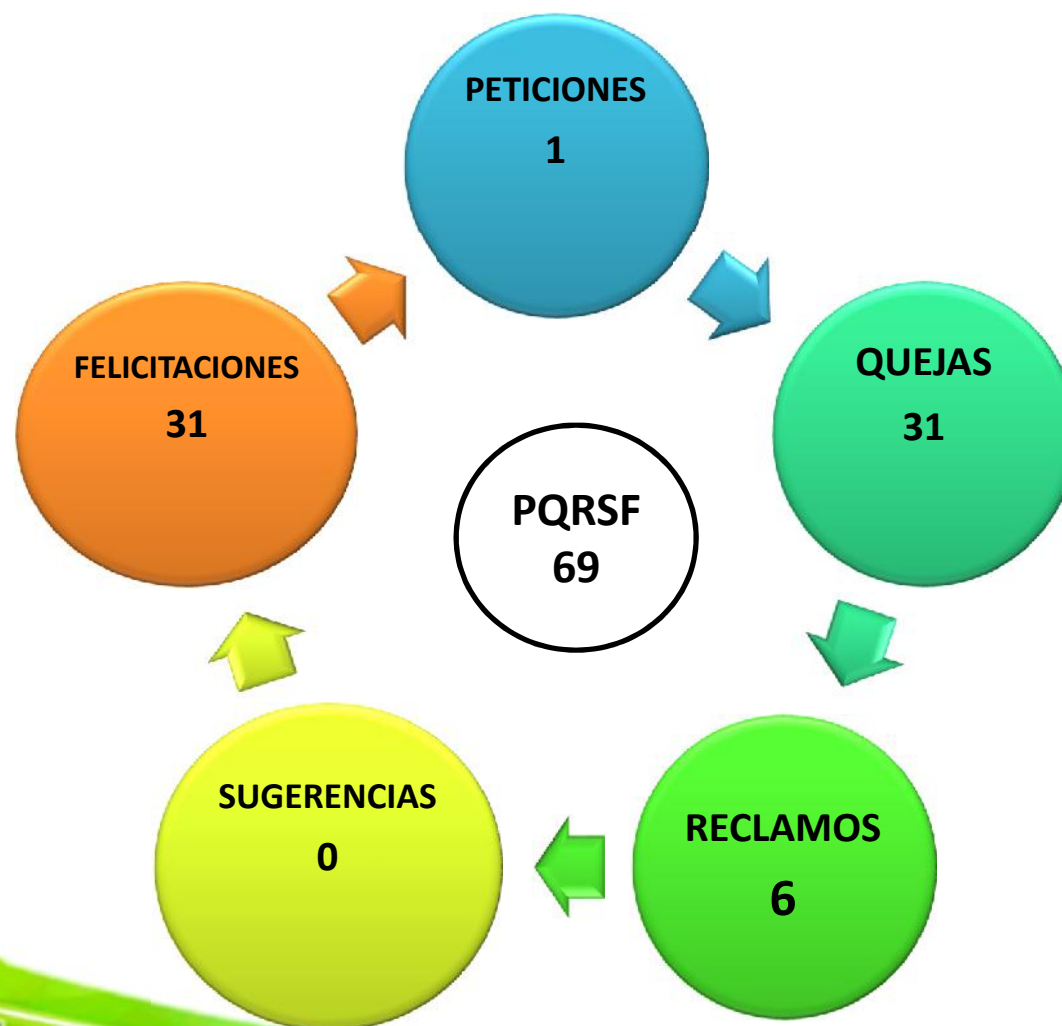 PETICIONES
1
QUEJAS
31
RECLAMOS
6
SUGERENCIAS
0
FELICITACIONES
31
PQRSF
69